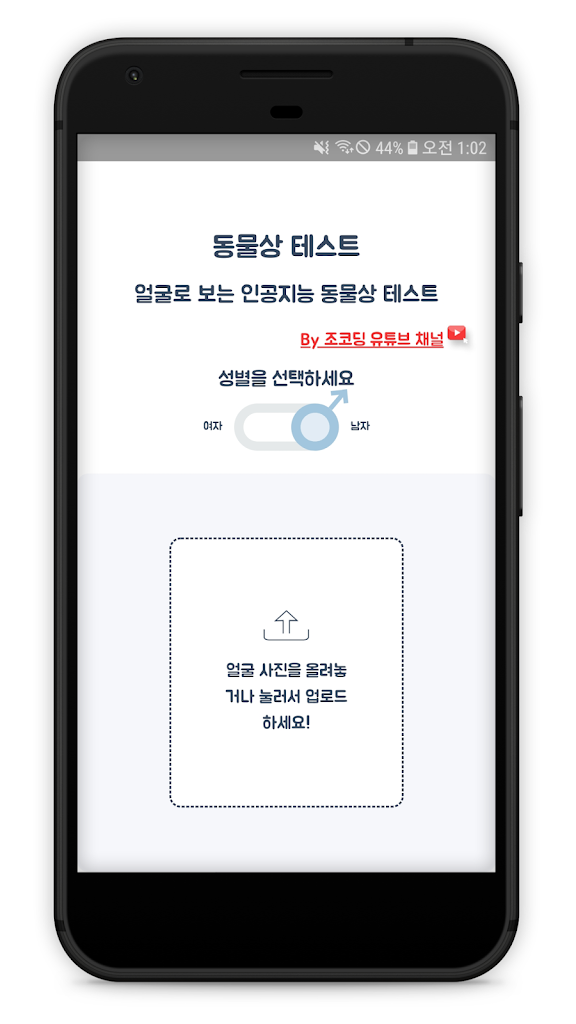 44% 오전 1:02
동물상 테스트
얼굴로 보는 인공지능 동물상 테스트
By 조코딩 유튜브 채널
성별을 선택하세요
여자 남자
얼굴 사진을 올려놓
거나 눌러서 업로드
하세요!